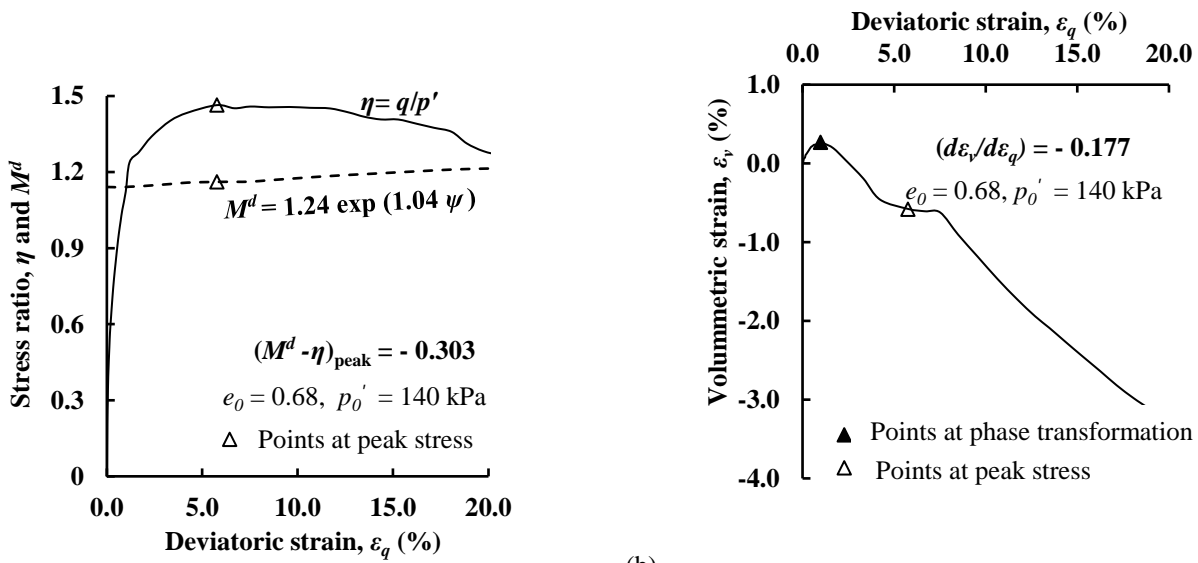 1.5
1.2
0.9
0.6
0.3
0
Stress ratio, η and M^d
η= q/p′
M^d = 1.24 exp (1.04 ψ)
(M^d -η)peak = - 0.303
e0 = 0.68, p0′ = 140 kPa
△ Points at peak stress
0.0 5.0 10.0 15.0 20.0
Deviatoric strain, εq (%)
Deviatoric strain, εq (%)
0.0 5.0 10.0 15.0 20.0
1.0
0.0
-1.0
-2.0
-3.0
-4.0
Volummetric strain, εv (%)
(dεv/dεq) = - 0.177
e0 = 0.68, p0′ = 140 kPa
▲ Points at phase transformation
△ Points at peak stress